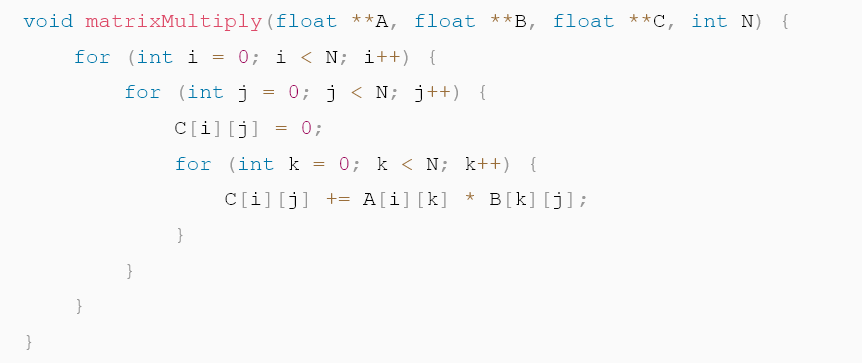 void matrixMultiply(float **A, float **B, float **C, int N) {
    for (int i = 0; i < N; i++) {
        for (int j = 0; j < N; j++) {
            C[i][j] = 0;
            for (int k = 0; k < N; k++) {
                C[i][j] += A[i][k] * B[k][j];
            }
        }
    }
}